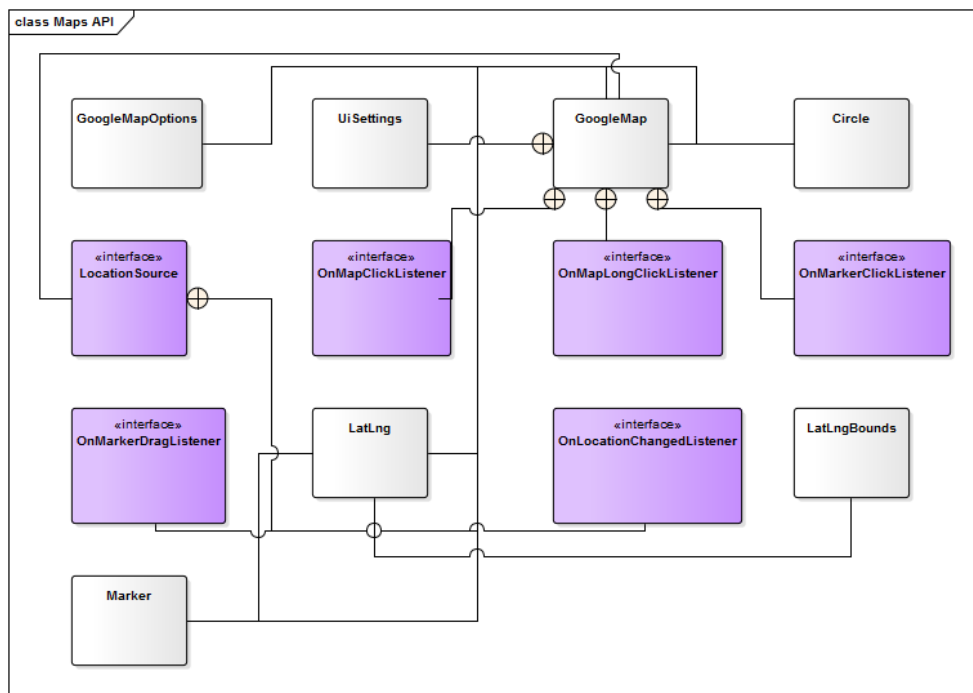 class Maps API
GoogleMapOptions
UiSettings
GoogleMap
Circle
«interface»
LocationSource
«interface»
OnMapClickListener
«interface»
OnMapLongClickListener
«interface»
OnMarkerClickListener
«interface»
OnMarkerDragListener
LatLng
«interface»
OnLocationChangedListener
LatLngBounds
Marker